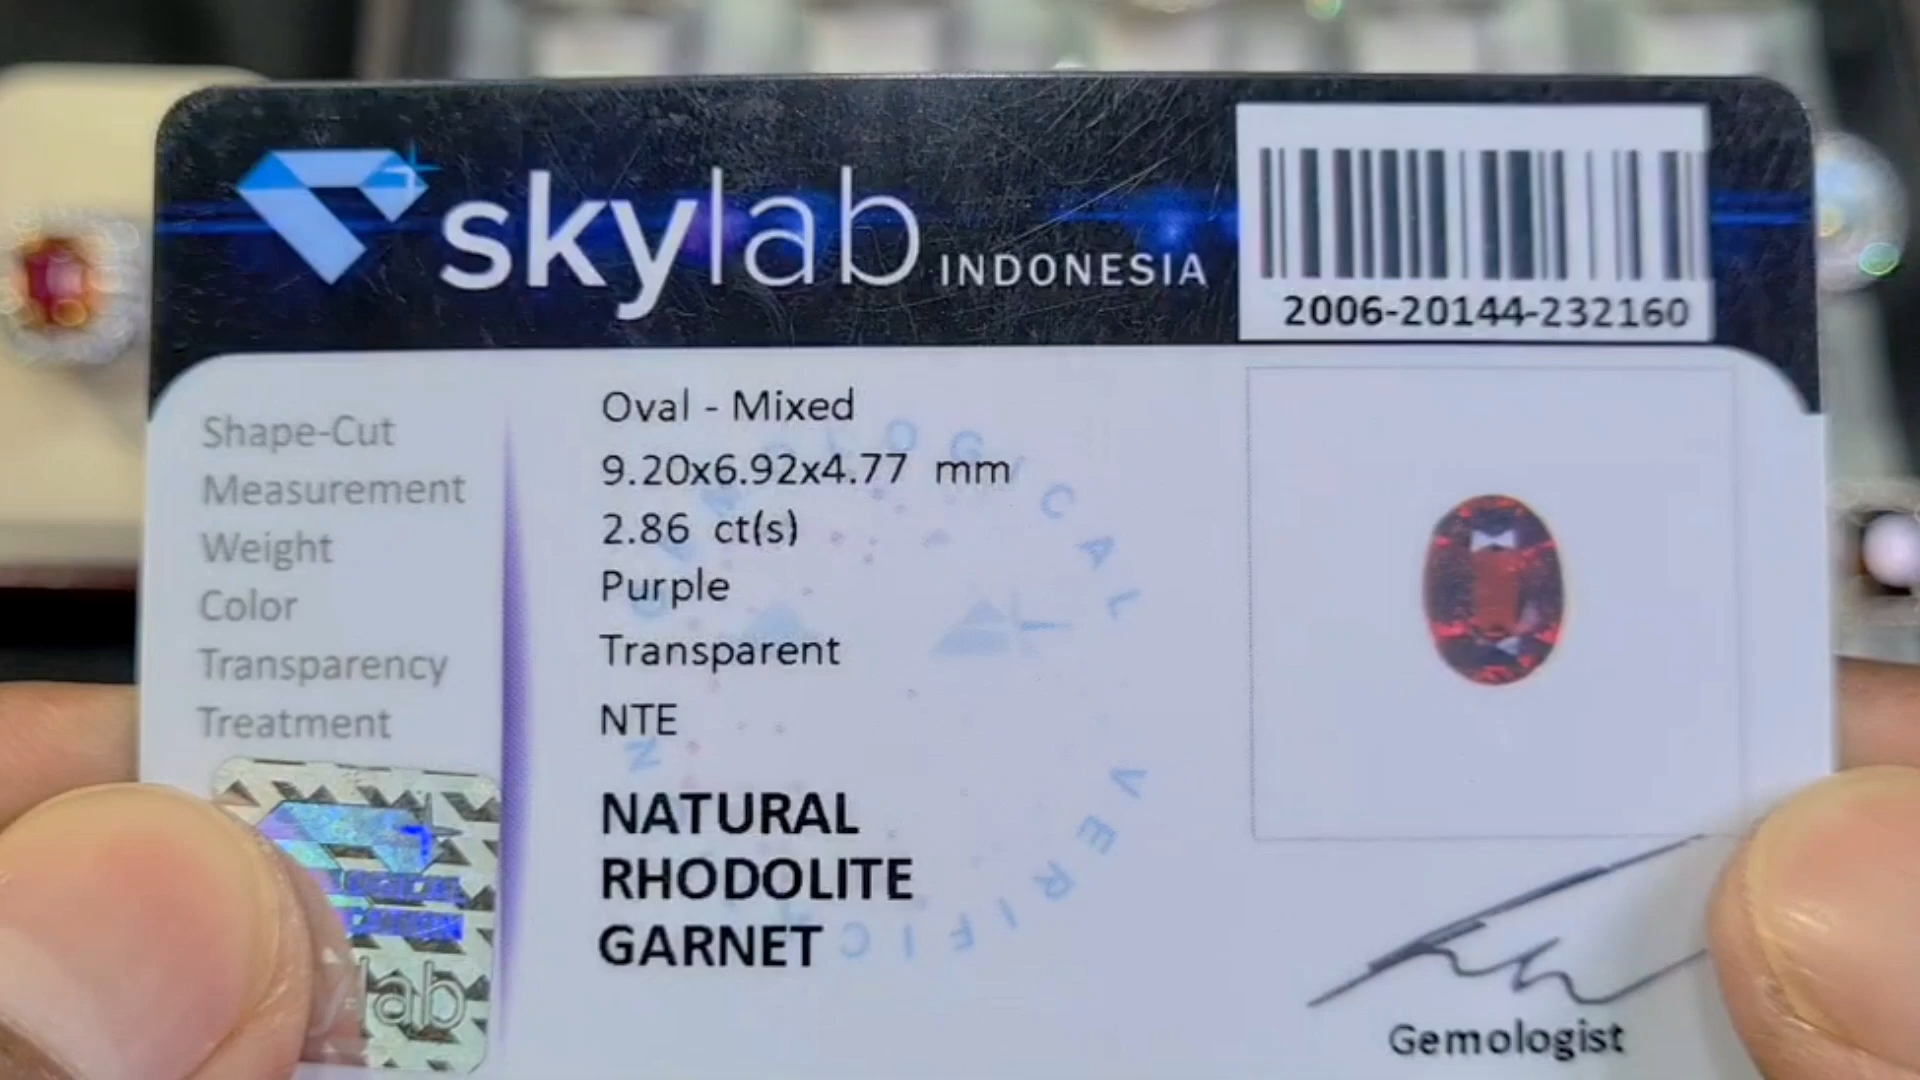 skylab INDONESIA
2006-20144-232160
Shape-Cut Oval - Mixed
Measurement 9.20x6.92x4.77 mm
Weight 2.86 ct(s)
Color Purple
Transparency Transparent
Treatment NTE
NATURAL
RHODOLITE
GARNET
lab
Gemologist